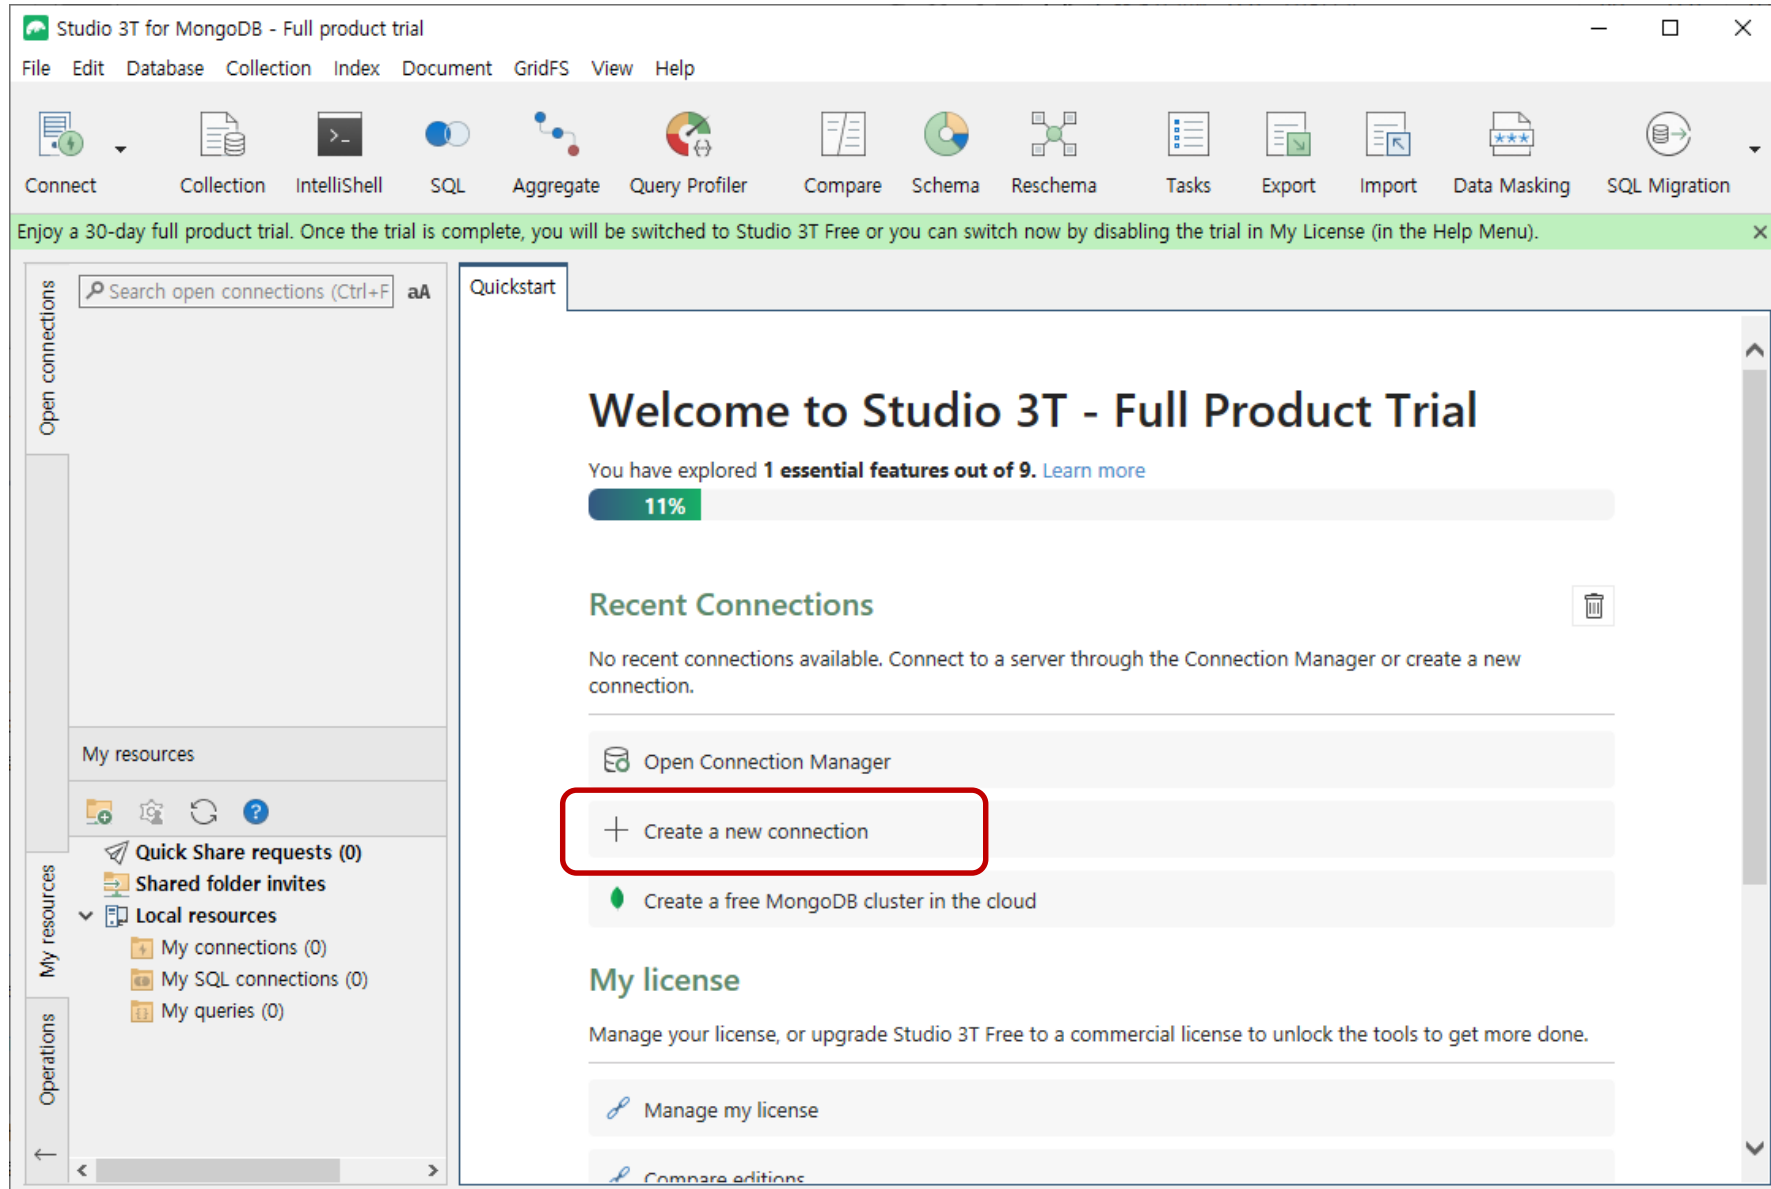 Studio 3T for MongoDB - Full product trial
File Edit Database Collection Index Document GridFS View Help
Connect Collection IntelliShell SQL Aggregate Query Profiler Compare Schema Reschema Tasks Export Import Data Masking SQL Migration
Enjoy a 30-day full product trial. Once the trial is complete, you will be switched to Studio 3T Free or you can switch now by disabling the trial in My License (in the Help Menu).
Open connections
Search open connections (Ctrl+F
aA
My resources
Quick Share requests (0)
Shared folder invites
Local resources
My connections (0)
My SQL connections (0)
My queries (0)
My resources
Operations
Quickstart
Welcome to Studio 3T - Full Product Trial
You have explored 1 essential features out of 9. Learn more
11%
Recent Connections
No recent connections available. Connect to a server through the Connection Manager or create a new
connection.
Open Connection Manager
Create a new connection
Create a free MongoDB cluster in the cloud
My license
Manage your license, or upgrade Studio 3T Free to a commercial license to unlock the tools to get more done.
Manage my license
Compare editions